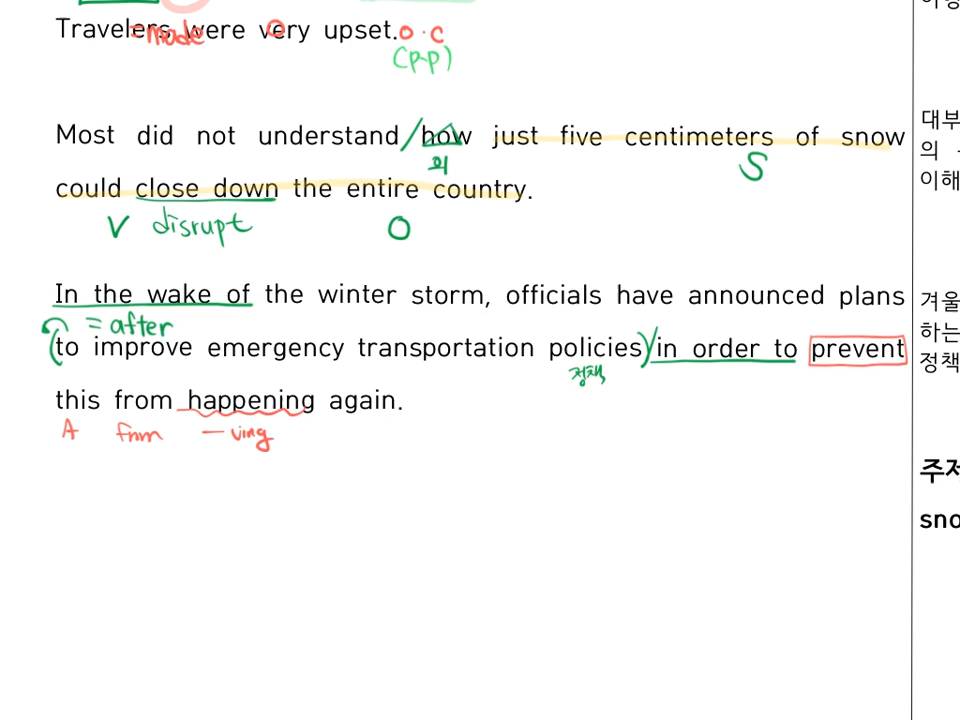 이
Travelers were very upset.
=made O o·c
(p·p)
Most did not understand / how just five centimeters of snow
의 S
could close down the entire country.
V disrupt O
In the wake of the winter storm, officials have announced plans
= after
(to improve emergency transportation policies)/in order to prevent
정책
this from happening again.
A from —ving
대부
의
이해
겨울
하는
정책
주제
sno